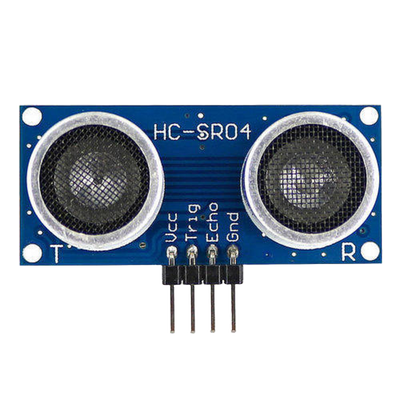 HC-SR04
Vcc
Trig
Echo
Gnd
T
R